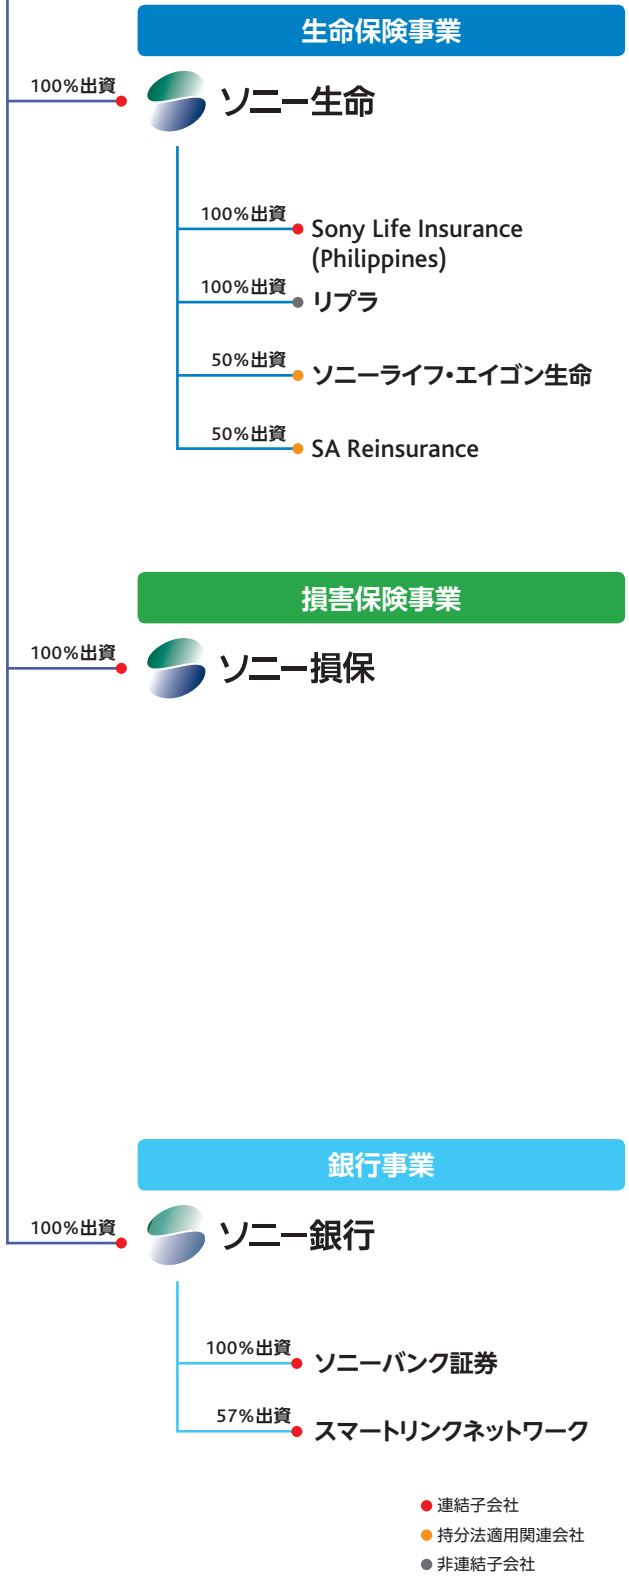 生命保険事業
100%出資
ソニー生命
100%出資
Sony Life Insurance
(Philippines)
100%出資
リプラ
50%出資
ソニーライフ・エイゴン生命
50%出資
SA Reinsurance
損害保険事業
100%出資
ソニー損保
銀行事業
100%出資
ソニー銀行
100%出資
ソニーバンク証券
57%出資
スマートリンクネットワーク
連結子会社
持分法適用関連会社
非連結子会社